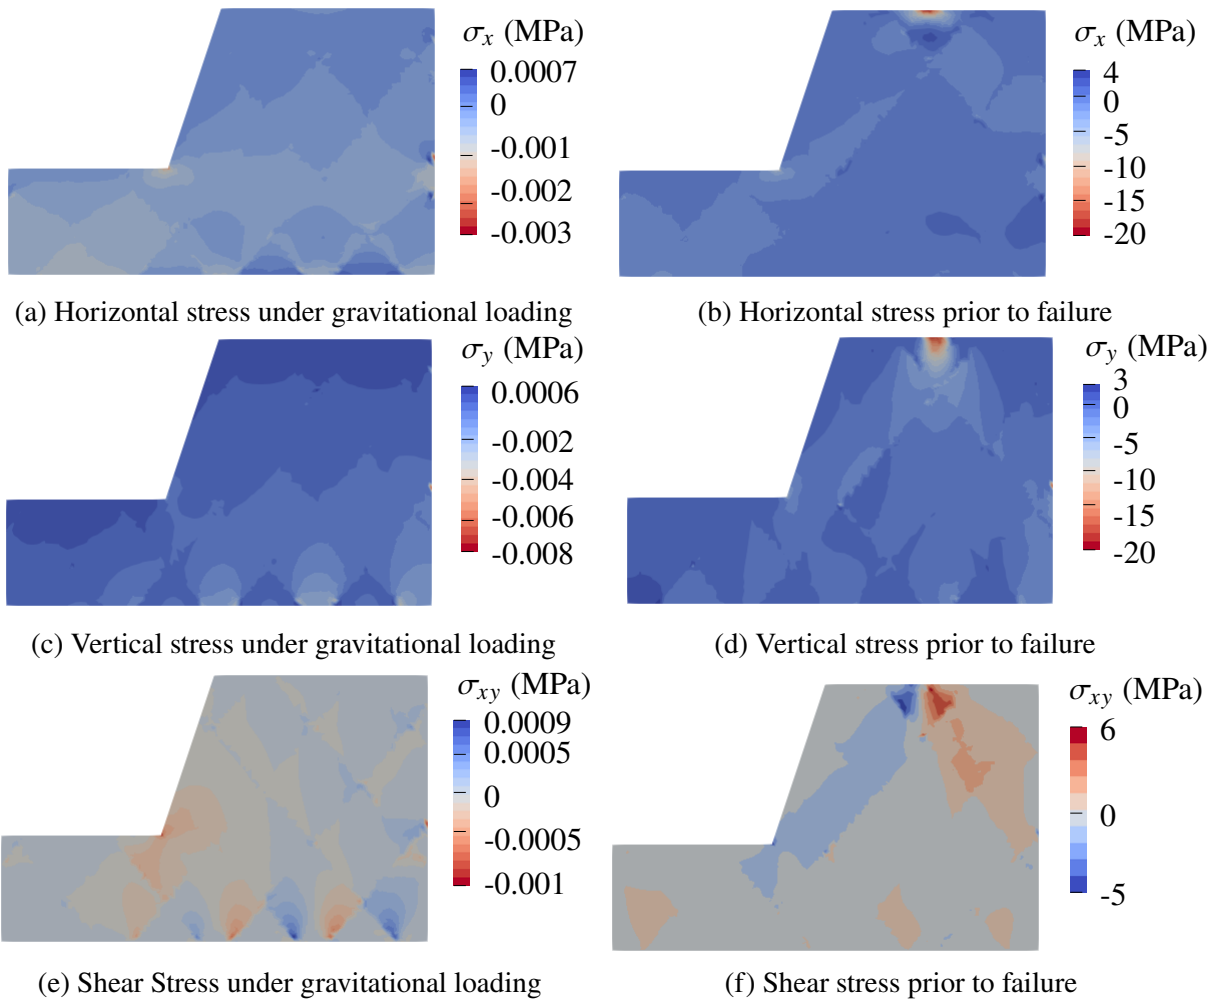 σx (MPa)
0.0007
0
-0.001
-0.002
-0.003
σx (MPa)
4
0
-5
-10
-15
-20
(a) Horizontal stress under gravitational loading
(b) Horizontal stress prior to failure
σy (MPa)
0.0006
-0.002
-0.004
-0.006
-0.008
σy (MPa)
3
0
-5
-10
-15
-20
(c) Vertical stress under gravitational loading
(d) Vertical stress prior to failure
σxy (MPa)
0.0009
0.0005
0
-0.0005
-0.001
σxy (MPa)
6
0
-5
(e) Shear Stress under gravitational loading
(f) Shear stress prior to failure